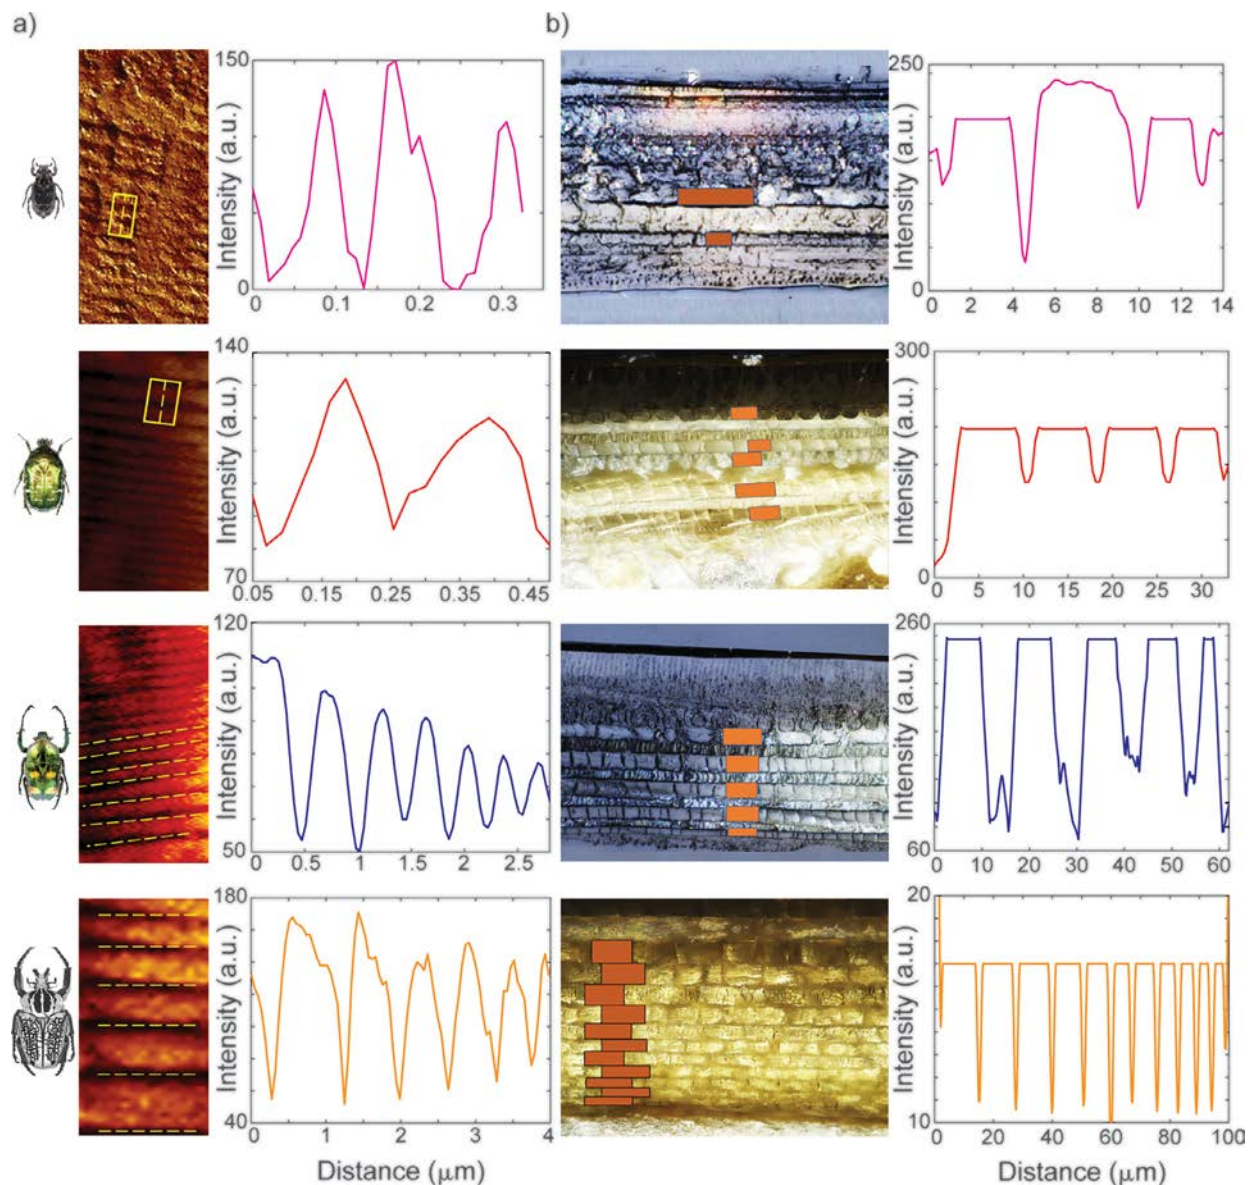 a)
b)
Intensity (a.u.)
150
0
0 0.1 0.2 0.3
Intensity (a.u.)
250
0
0 2 4 6 8 10 12 14
Intensity (a.u.)
140
70
0.05 0.15 0.25 0.35 0.45
Intensity (a.u.)
300
0
5 10 15 20 25 30
Intensity (a.u.)
120
50
0.5 1 1.5 2 2.5
Intensity (a.u.)
260
60
0 10 20 30 40 50 60
Intensity (a.u.)
180
40
0 1 2 3 4
Intensity (a.u.)
20
10
0 20 40 60 80 100
Distance (μm)
Distance (μm)